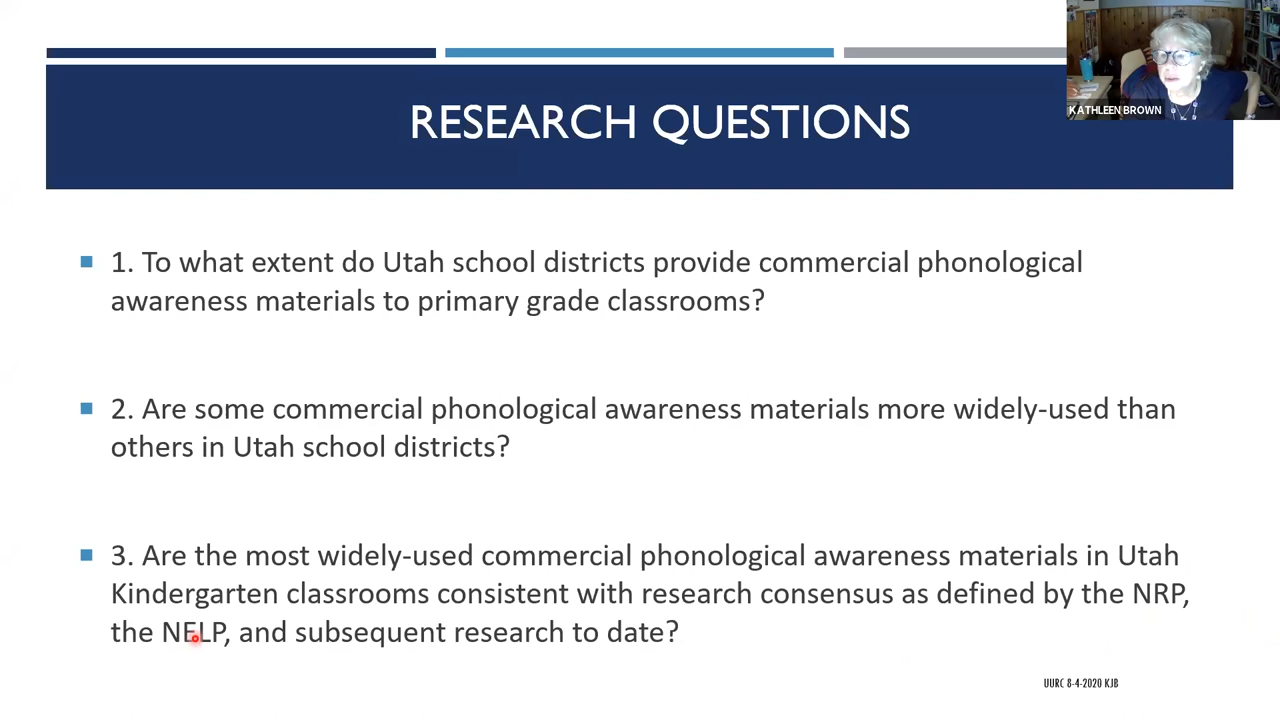 KATHLEEN BROWN
RESEARCH QUESTIONS
1. To what extent do Utah school districts provide commercial phonological
awareness materials to primary grade classrooms?
2. Are some commercial phonological awareness materials more widely-used than
others in Utah school districts?
3. Are the most widely-used commercial phonological awareness materials in Utah
Kindergarten classrooms consistent with research consensus as defined by the NRP,
the NELP, and subsequent research to date?
UURC 8-4-2020 KJB